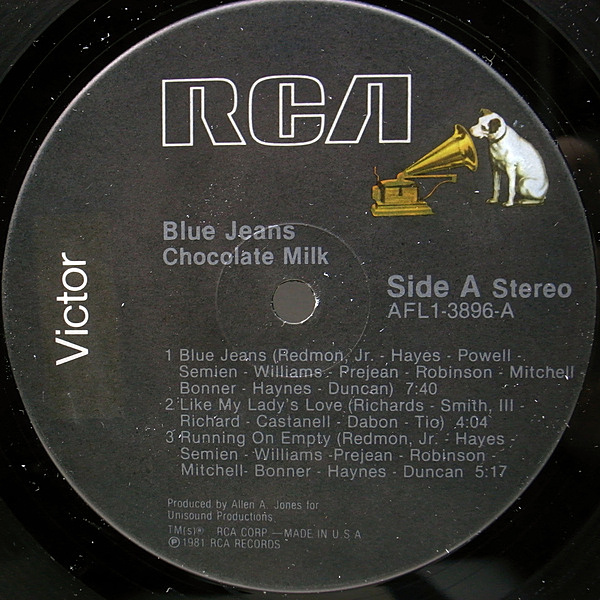 RCA
Blue Jeans
Chocolate Milk
Victor
Side A Stereo
AFL1-3896-A
1 Blue Jeans (Redmon, Jr. - Hayes - Powell -
Semien - Williams - Prejean - Robinson - Mitchell -
Bonner - Haynes - Duncan) 7:40
2 Like My Lady's Love (Richards - Smith, III -
Richard - Castanell - Dabon - Tio) 4:04
3 Running On Empty (Redmon, Jr. - Hayes -
Semien - Williams -Prejean - Robinson -
Mitchell- Bonner - Haynes - Duncan 5:17
Produced by Allen A. Jones for
Unisound Productions
TM(s)® RCA CORP.—MADE IN U.S.A
℗1981 RCA RECORDS